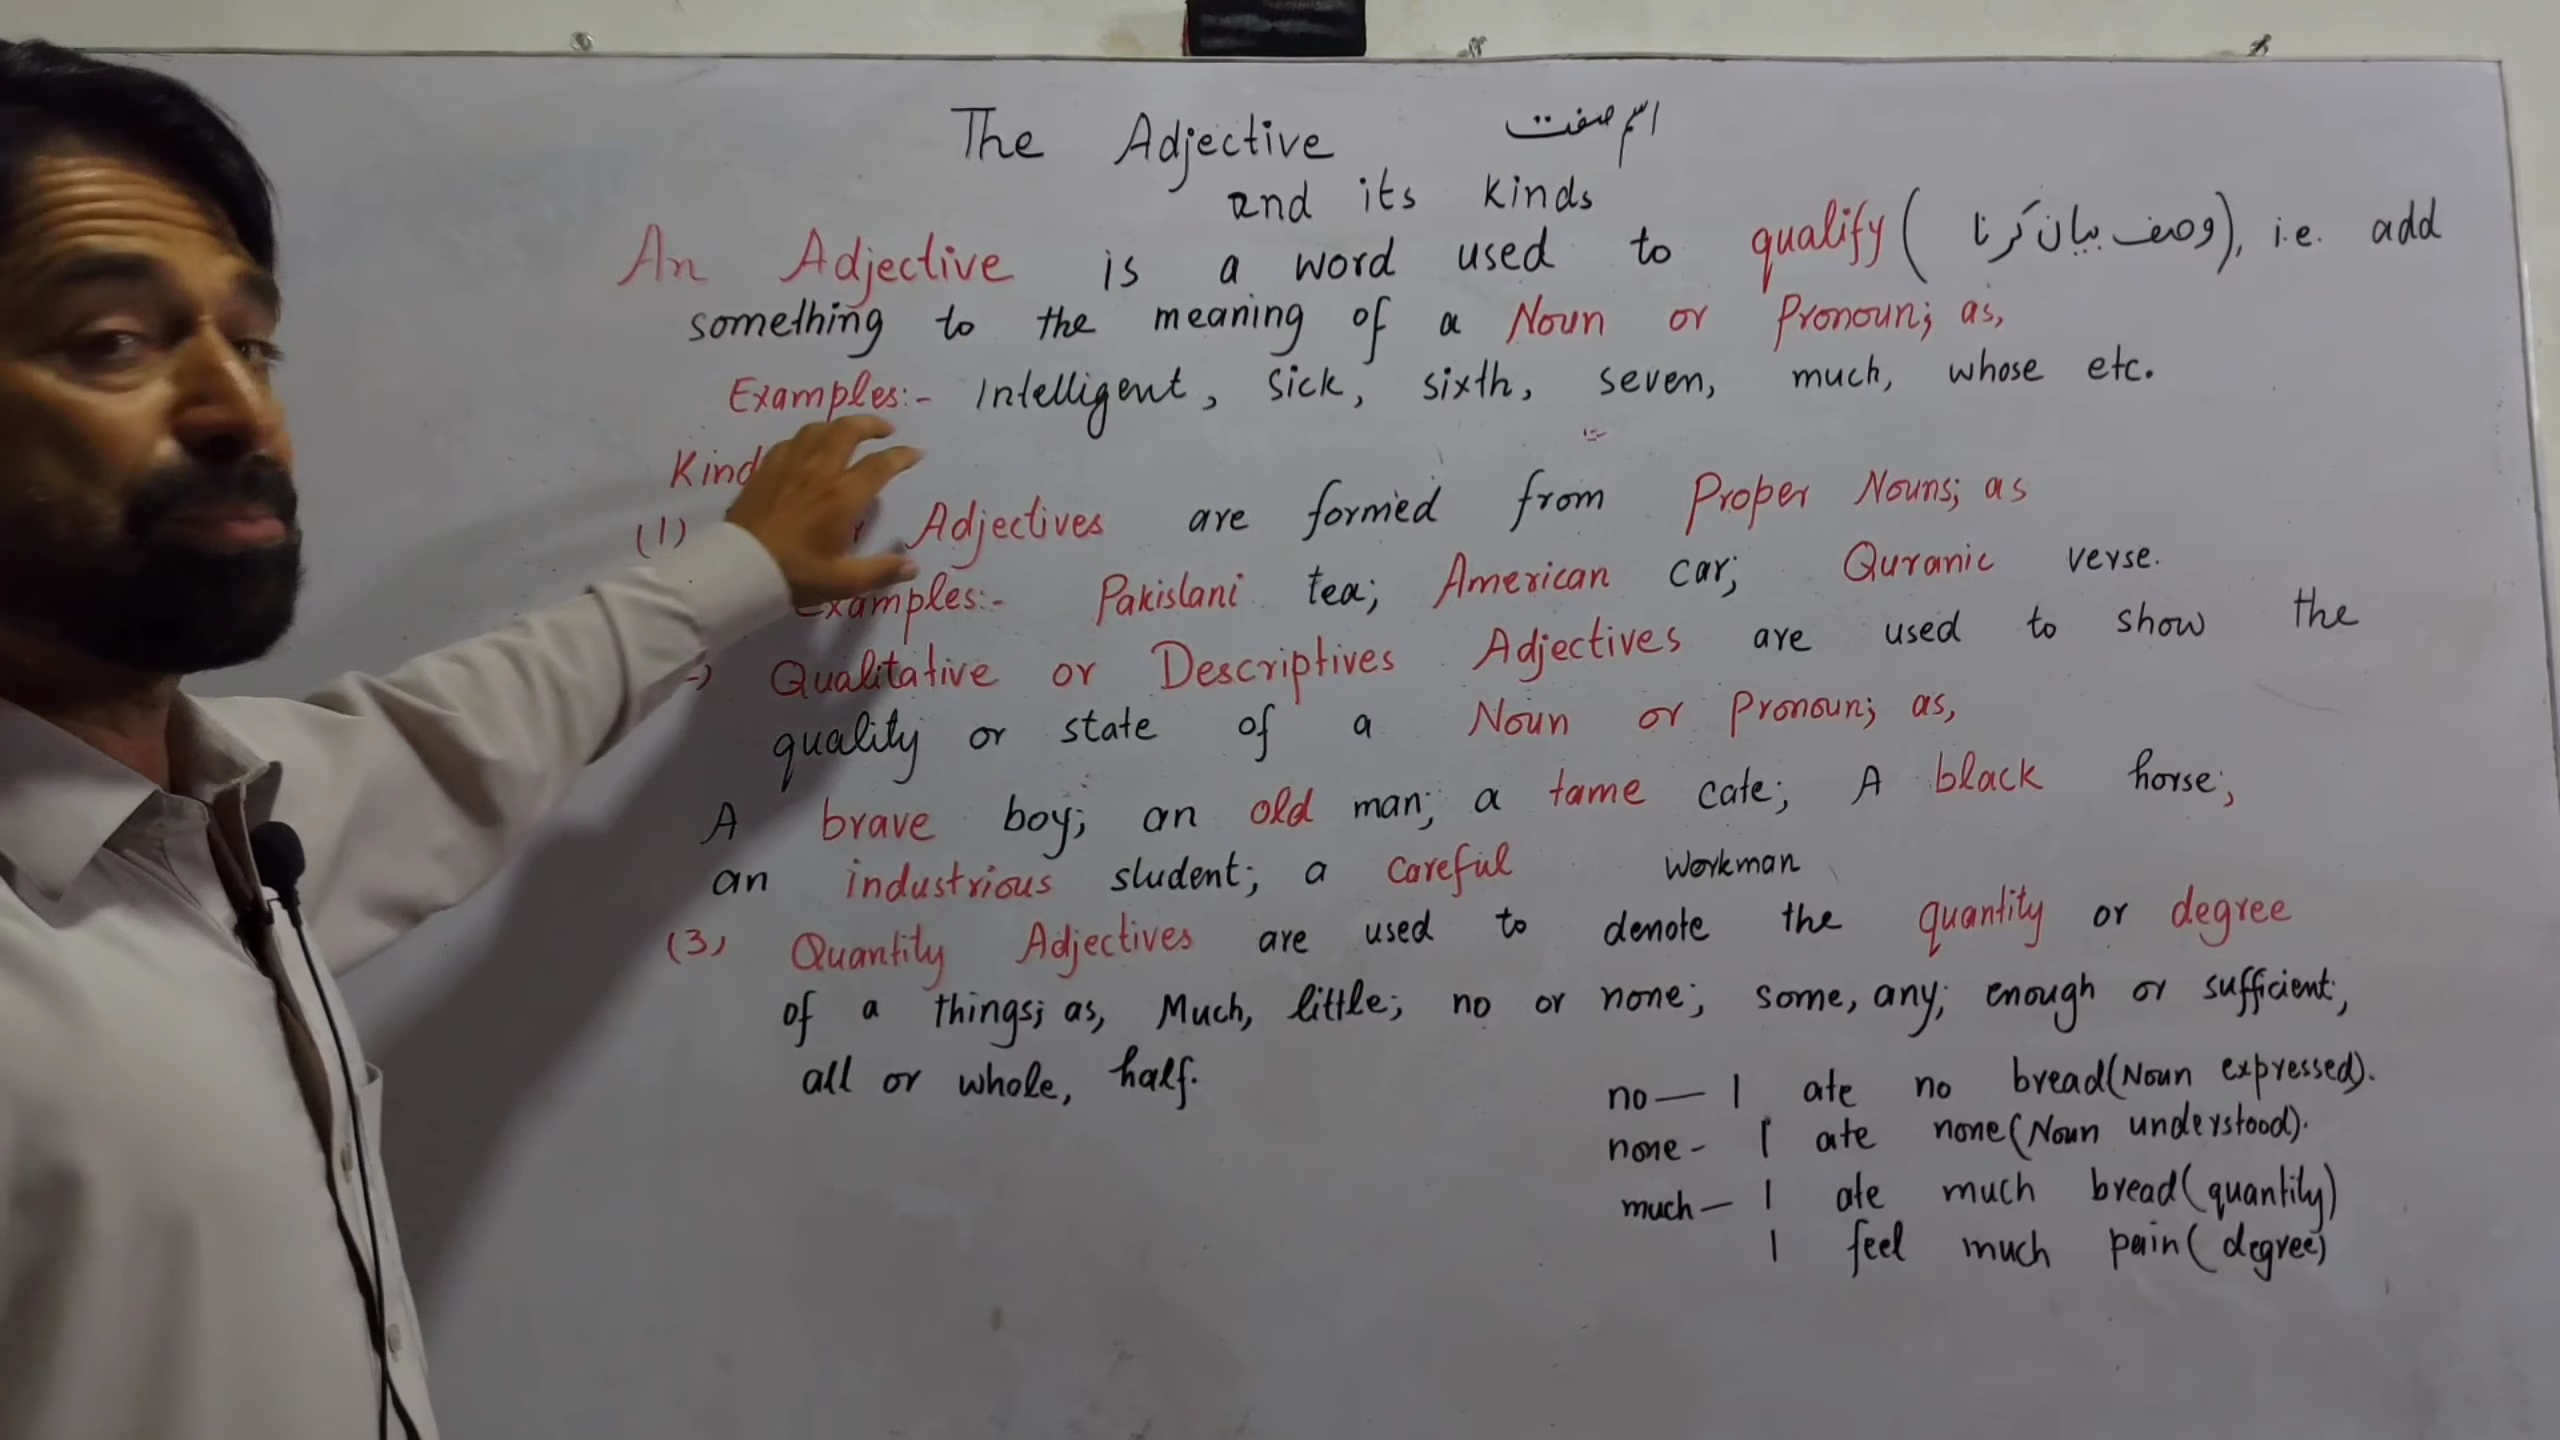 The Adjective اسم صفت
and its kinds
An Adjective is a word used to qualify ( وصف بیان کرنا ), i.e. add
something to the meaning of a Noun or Pronoun; as,
Examples:- Intelligent, sick, sixth, seven, much, whose etc.
Kind
(1) Adjectives are formed from Proper Nouns; as
Examples:- Pakistani tea; American car; Quranic verse.
Qualitative or Descriptives Adjectives are used to show the
quality or state of a Noun or Pronoun; as,
A brave boy; an old man; a tame cate; A black horse;
an industrious student; a careful workman
(3) Quantity Adjectives are used to denote the quantity or degree
of a things; as, Much, little; no or none; some, any; enough or sufficient,
all or whole, half.
no — I ate no bread (Noun expressed).
none - I ate none (Noun understood).
much — I ate much bread (quantity)
I feel much pain (degree)